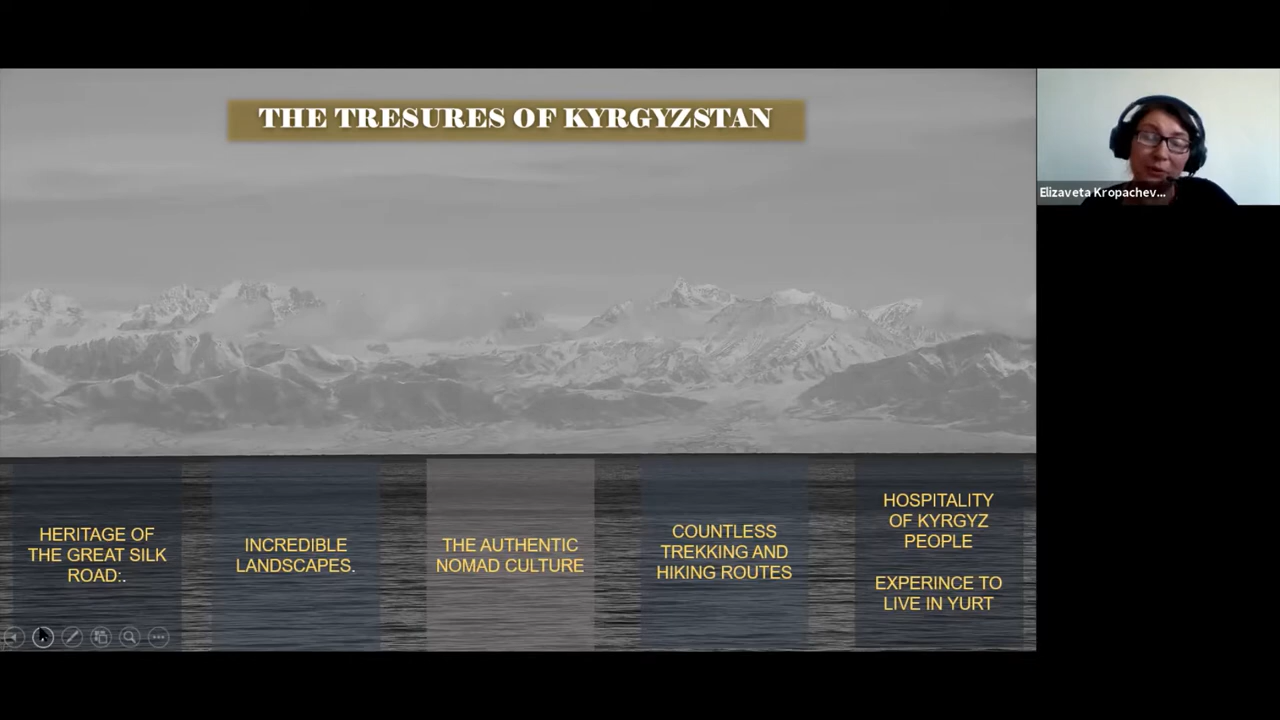 THE TRESURES OF KYRGYZSTAN
Elizaveta Kropachev...
HERITAGE OF
THE GREAT SILK
ROAD:.
INCREDIBLE
LANDSCAPES.
THE AUTHENTIC
NOMAD CULTURE
COUNTLESS
TREKKING AND
HIKING ROUTES
HOSPITALITY
OF KYRGYZ
PEOPLE
EXPERINCE TO
LIVE IN YURT